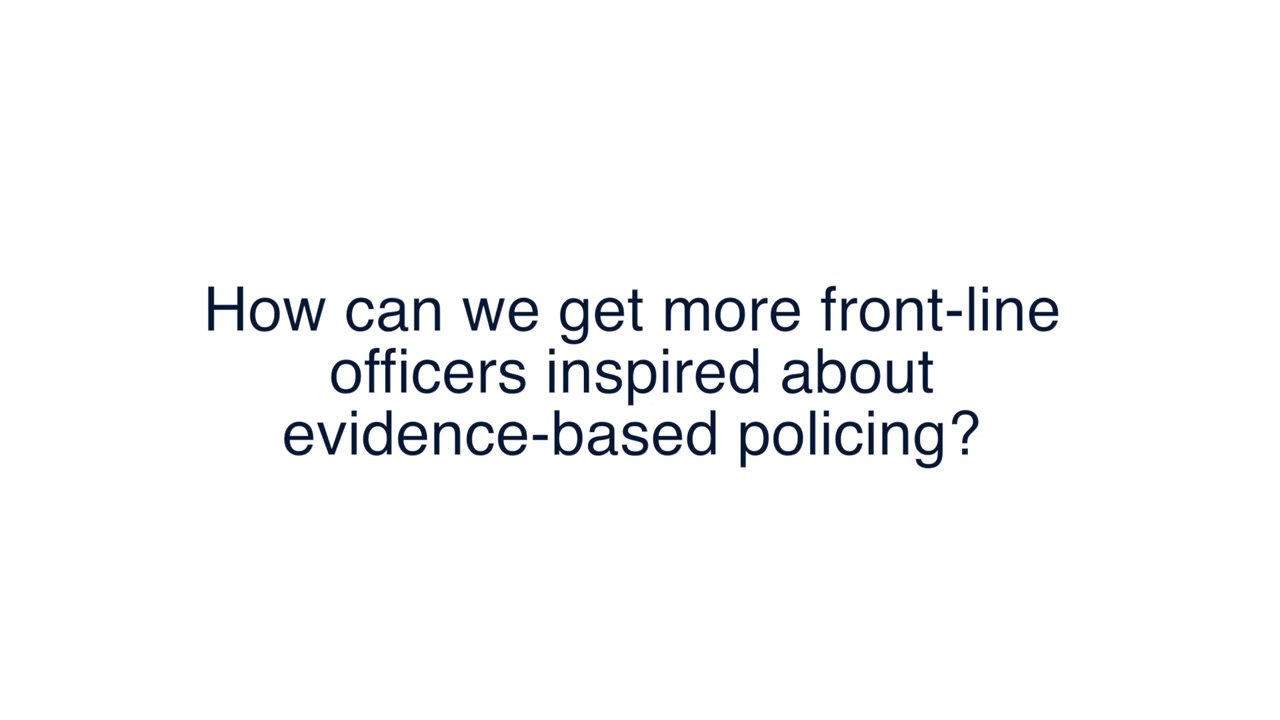 How can we get more front-line
officers inspired about
evidence-based policing?